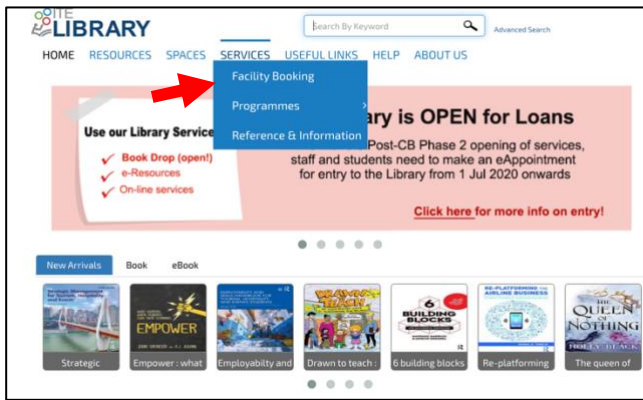 ITE
LIBRARY
Search By Keyword
Advanced Search
HOME RESOURCES SPACES SERVICES USEFUL LINKS HELP ABOUT US
Facility Booking
Programmes
Reference & Information
Use our Library Service
Book Drop (open!)
e-Resources
On-line services
ary is OPEN for Loans
Post-CB Phase 2 opening of services,
staff and students need to make an eAppointment
for entry to the Library from 1 Jul 2020 onwards
Click here for more info on entry!
New Arrivals Book eBook
EMPOWER
DRAWN TO TEACH
6 BUILDING BLOCKS
RE-PLATFORMING THE AIRLINE BUSINESS
THE QUEEN OF NOTHING
HOLLY BLACK
Strategic
Empower : what
Employabilty and
Drawn to teach :
6 building blocks
Re-platforming
The queen of